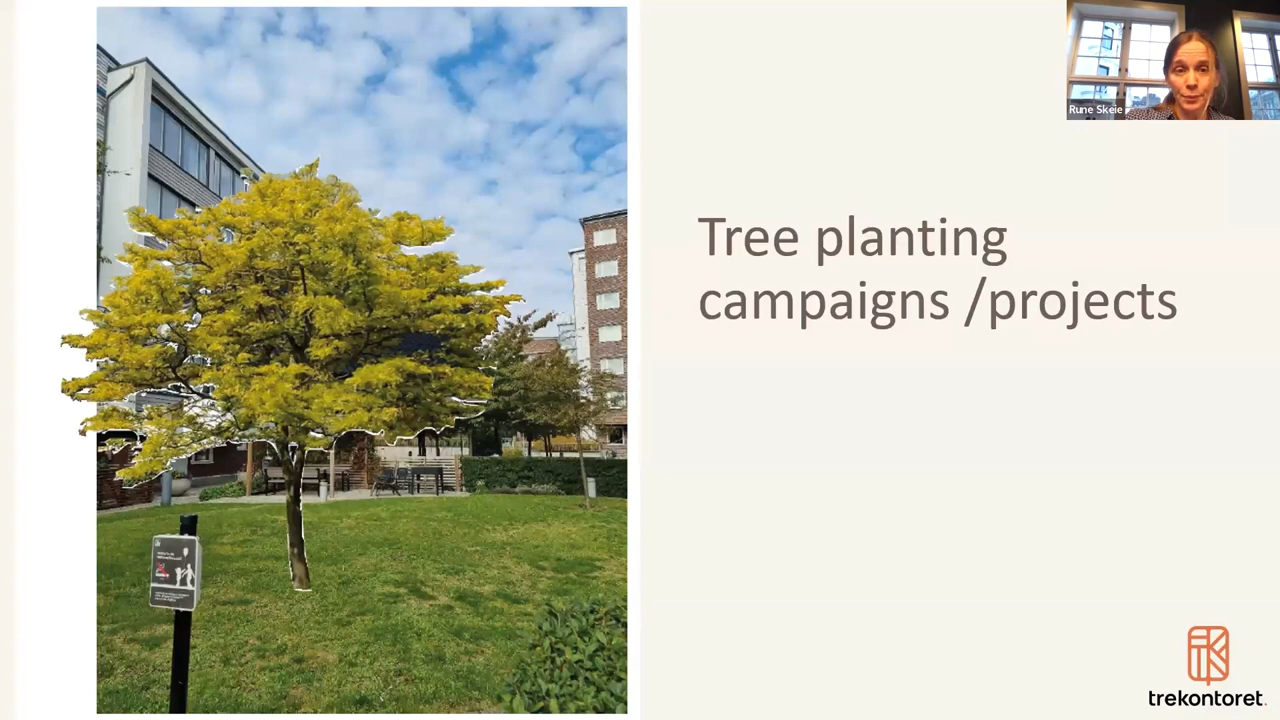 Rune Skeie
Tree planting
campaigns /projects
trekontoret.